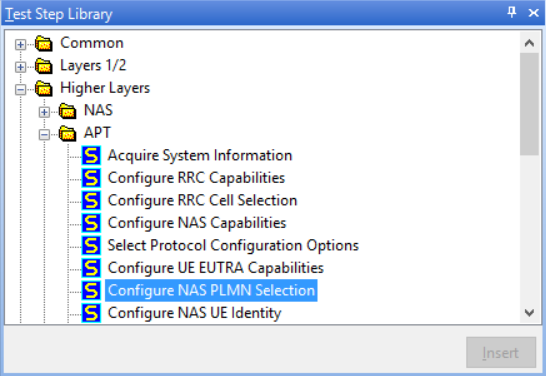 Test Step Library
Common
Layers 1/2
Higher Layers
NAS
APT
S Acquire System Information
S Configure RRC Capabilities
S Configure RRC Cell Selection
S Configure NAS Capabilities
S Select Protocol Configuration Options
S Configure UE EUTRA Capabilities
S Configure NAS PLMN Selection
S Configure NAS UE Identity
Insert